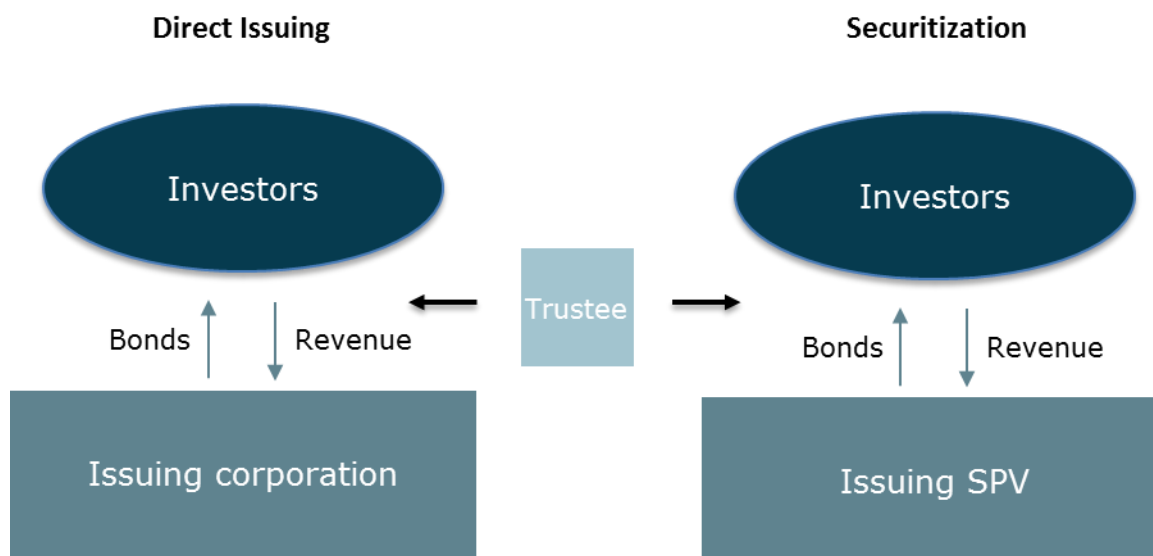 Direct Issuing
Securitization
Investors
Investors
Trustee
Bonds
Revenue
Bonds
Revenue
Issuing corporation
Issuing SPV